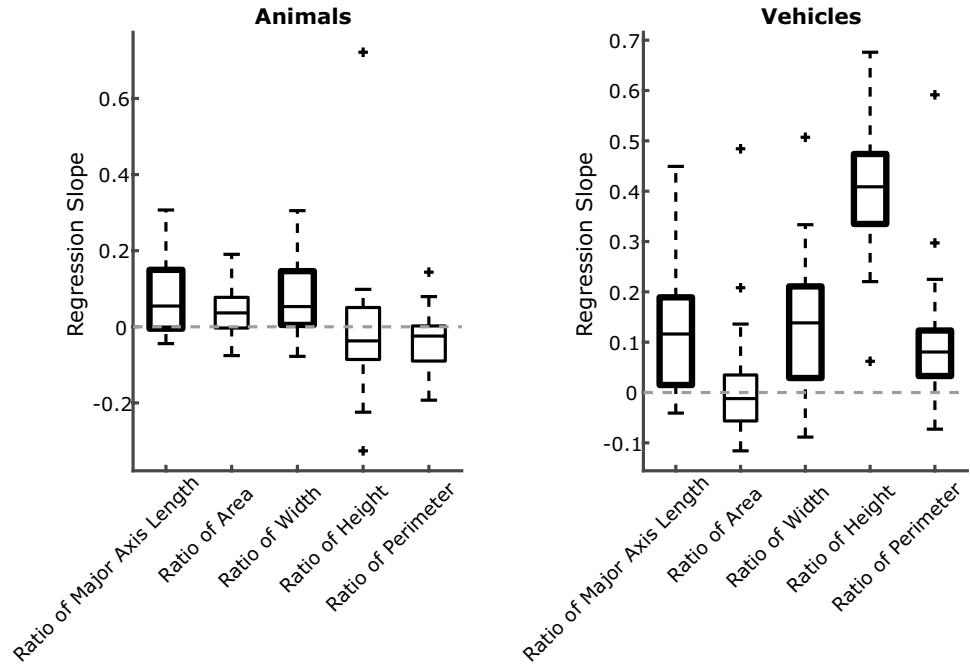 Animals
Regression Slope
0.6
0.4
0.2
0
-0.2
Ratio of Major Axis Length
Ratio of Area
Ratio of Width
Ratio of Height
Ratio of Perimeter
Vehicles
Regression Slope
0.7
0.6
0.5
0.4
0.3
0.2
0.1
0
-0.1
Ratio of Major Axis Length
Ratio of Area
Ratio of Width
Ratio of Height
Ratio of Perimeter